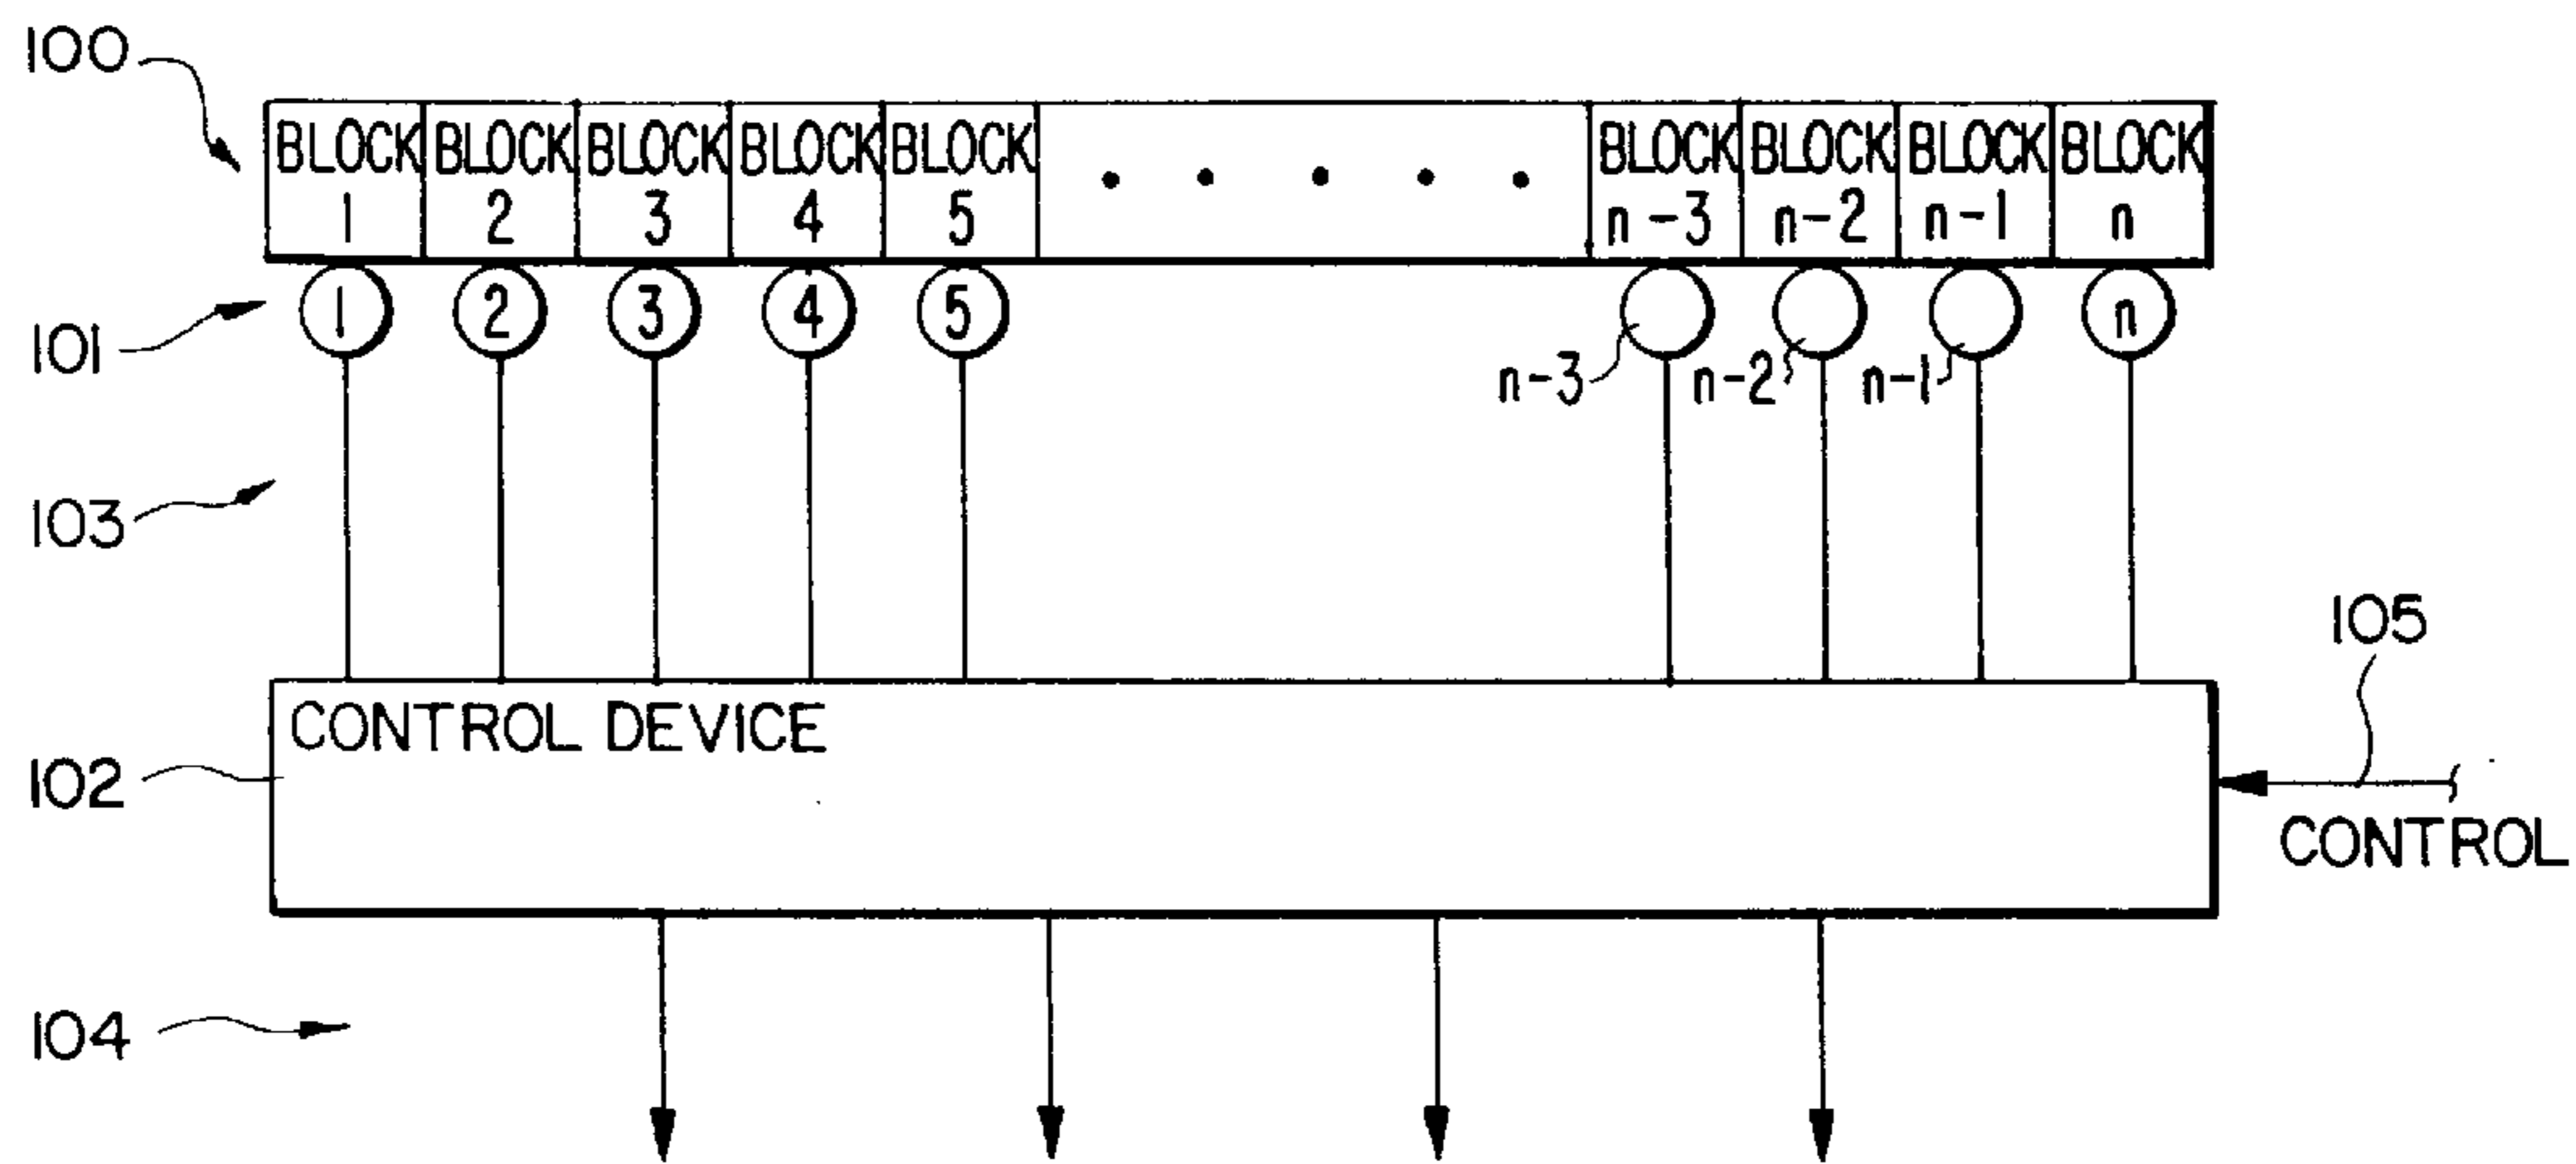 100
BLOCK 1 BLOCK 2 BLOCK 3 BLOCK 4 BLOCK 5 . . . . . BLOCK n-3 BLOCK n-2 BLOCK n-1 BLOCK n
101
1 2 3 4 5 n
n-3 n-2 n-1
103
105
CONTROL DEVICE
102
CONTROL
104